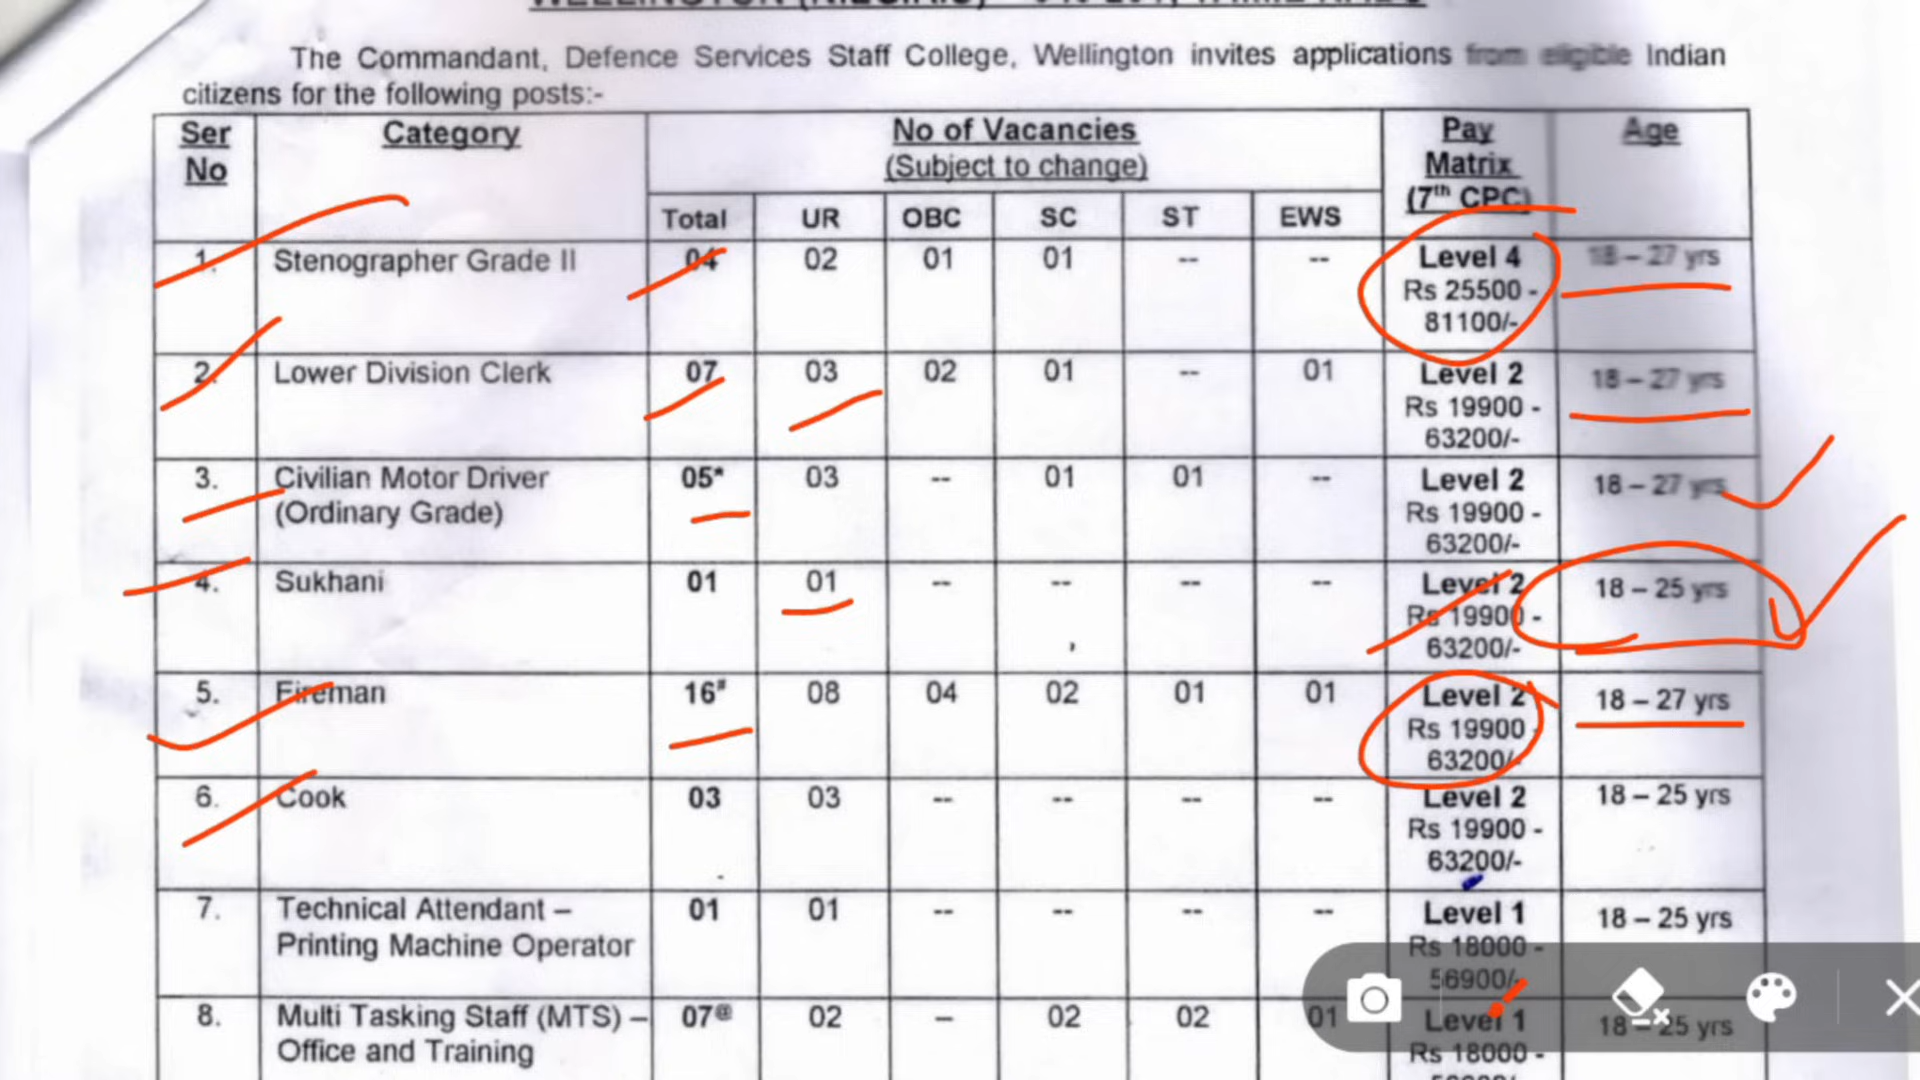 The Commandant, Defence Services Staff College, Wellington invites applications from eligible Indian
citizens for the following posts:-
Ser No Category No of Vacancies (Subject to change) Pay Matrix (7th CPC) Age
Total UR OBC SC ST EWS
1. Stenographer Grade II 04 02 01 01 -- -- Level 4 18 – 27 yrs
Rs 25500 -
81100/-
2. Lower Division Clerk 07 03 02 01 -- 01 Level 2 18 – 27 yrs
Rs 19900 -
63200/-
3. Civilian Motor Driver 05* 03 -- 01 01 -- Level 2 18 – 27 yrs
(Ordinary Grade) Rs 19900 -
63200/-
4. Sukhani 01 01 -- -- -- -- Level 2 18 – 25 yrs
Rs 19900 -
63200/-
5. Fireman 16# 08 04 02 01 01 Level 2 18 – 27 yrs
Rs 19900 -
63200/-
6. Cook 03 03 -- -- -- -- Level 2 18 – 25 yrs
Rs 19900 -
63200/-
7. Technical Attendant – 01 01 -- -- -- -- Level 1 18 – 25 yrs
Printing Machine Operator Rs 18000 -
56900/-
8. Multi Tasking Staff (MTS) – 07@ 02 – 02 02 01 Level 1 18 – 25 yrs
Office and Training Rs 18000 -